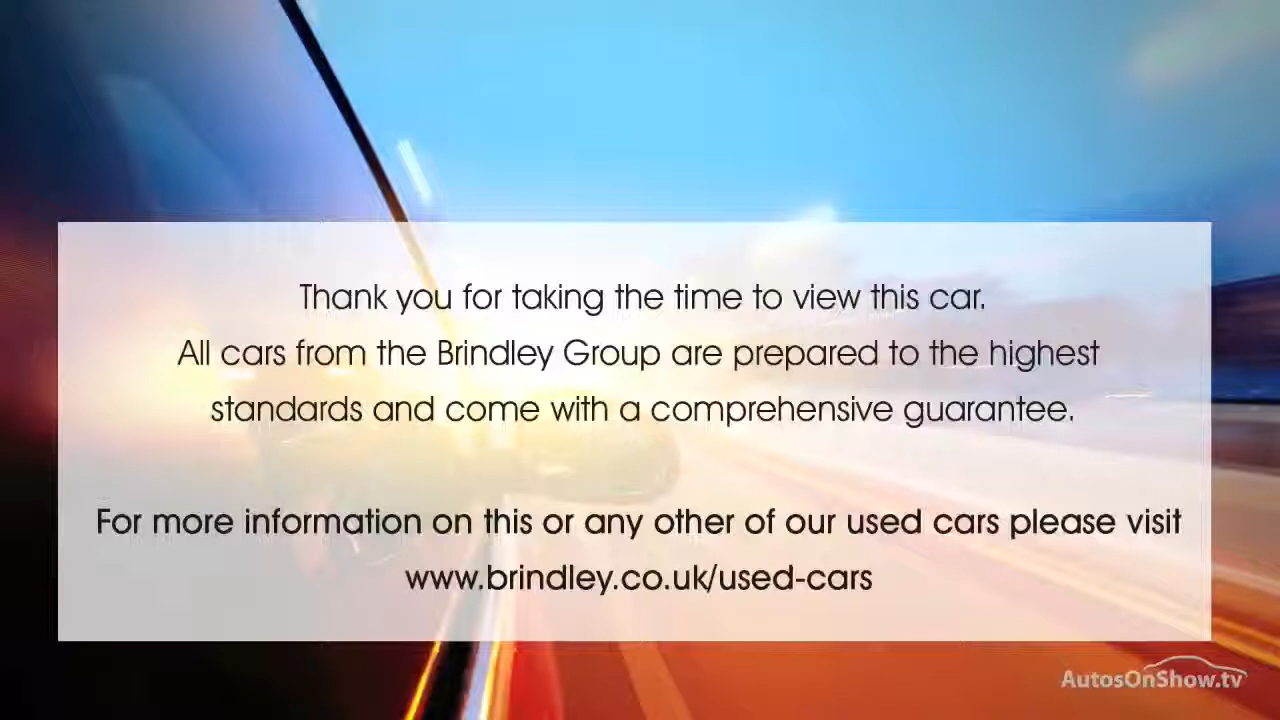 Thank you for taking the time to view this car.
All cars from the Brindley Group are prepared to the highest
standards and come with a comprehensive guarantee.
For more information on this or any other of our used cars please visit
www.brindley.co.uk/used-cars
AutosOnShow.tv